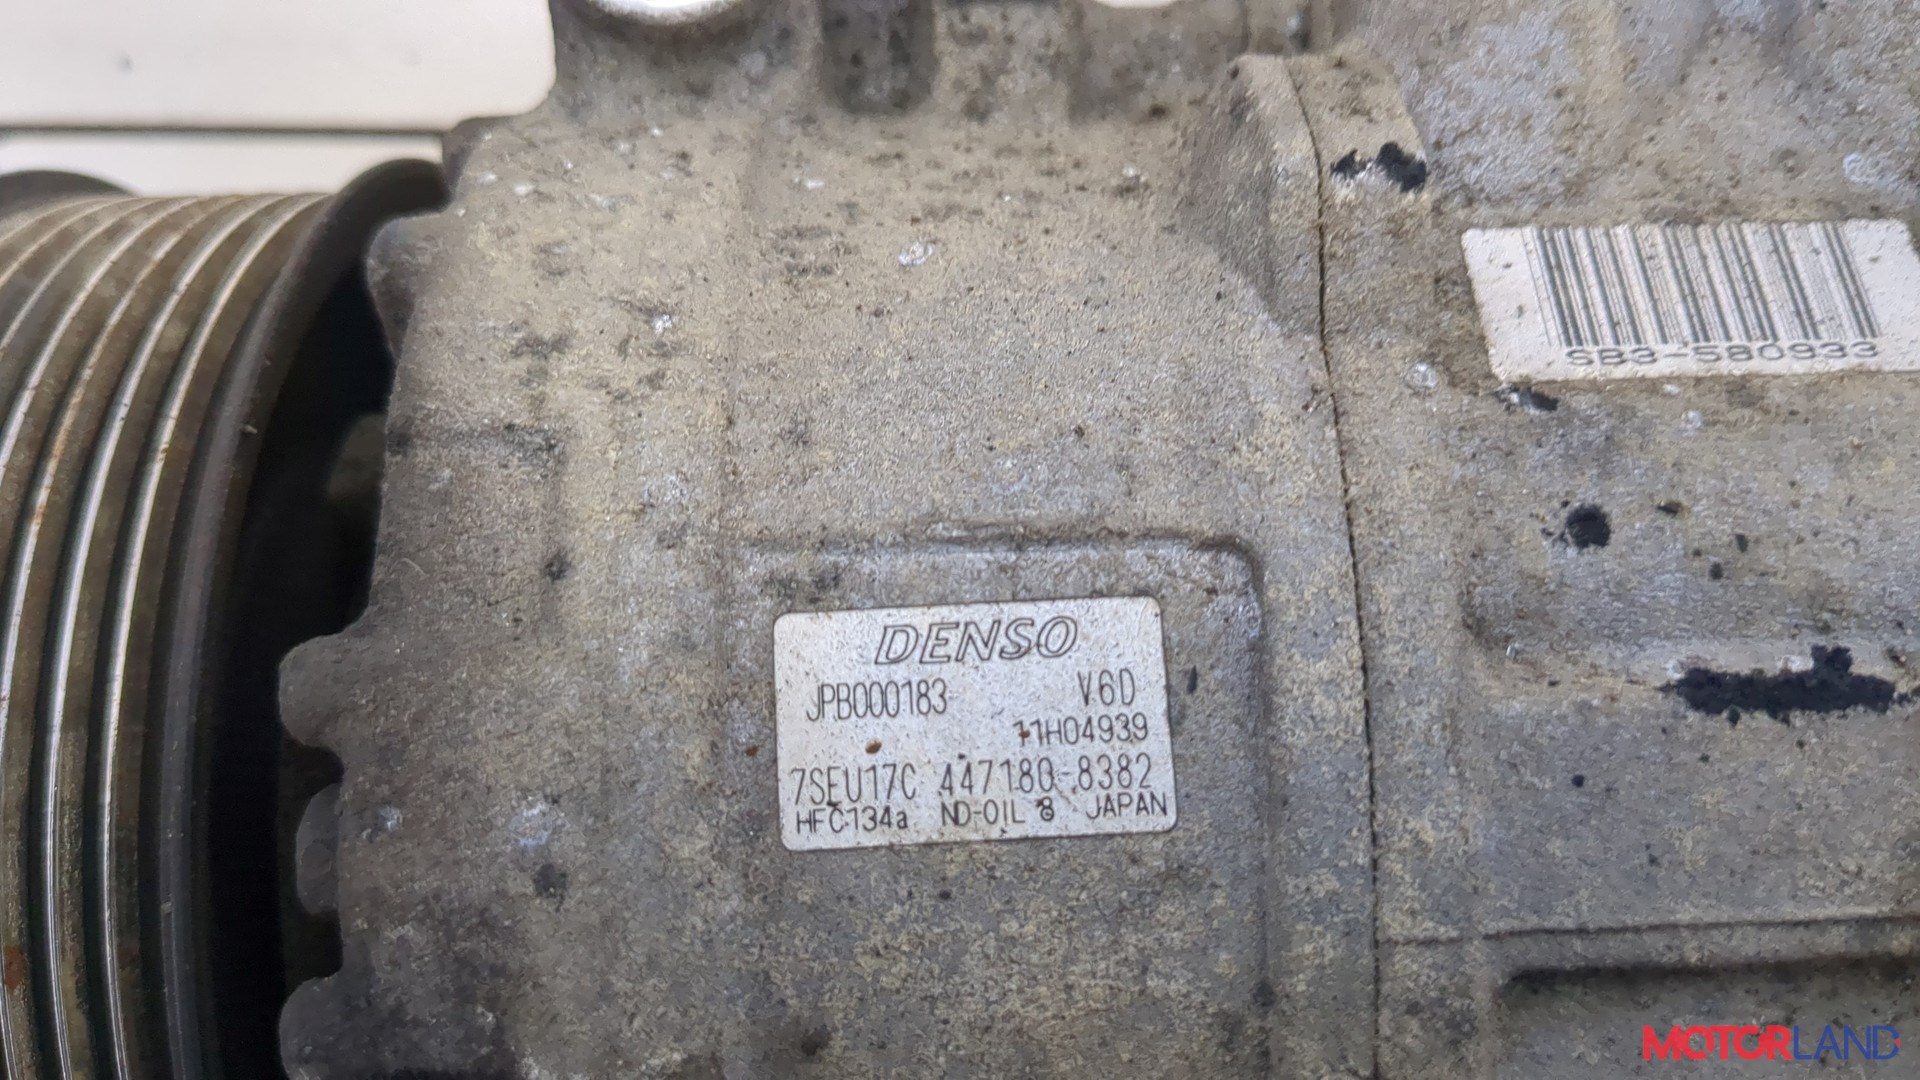 SB3-580933
DENSO
JPB000183 V6D
11H04939
7SEU17C 447180-8382
HFC134a ND-OIL 8 JAPAN
MOTORLAND